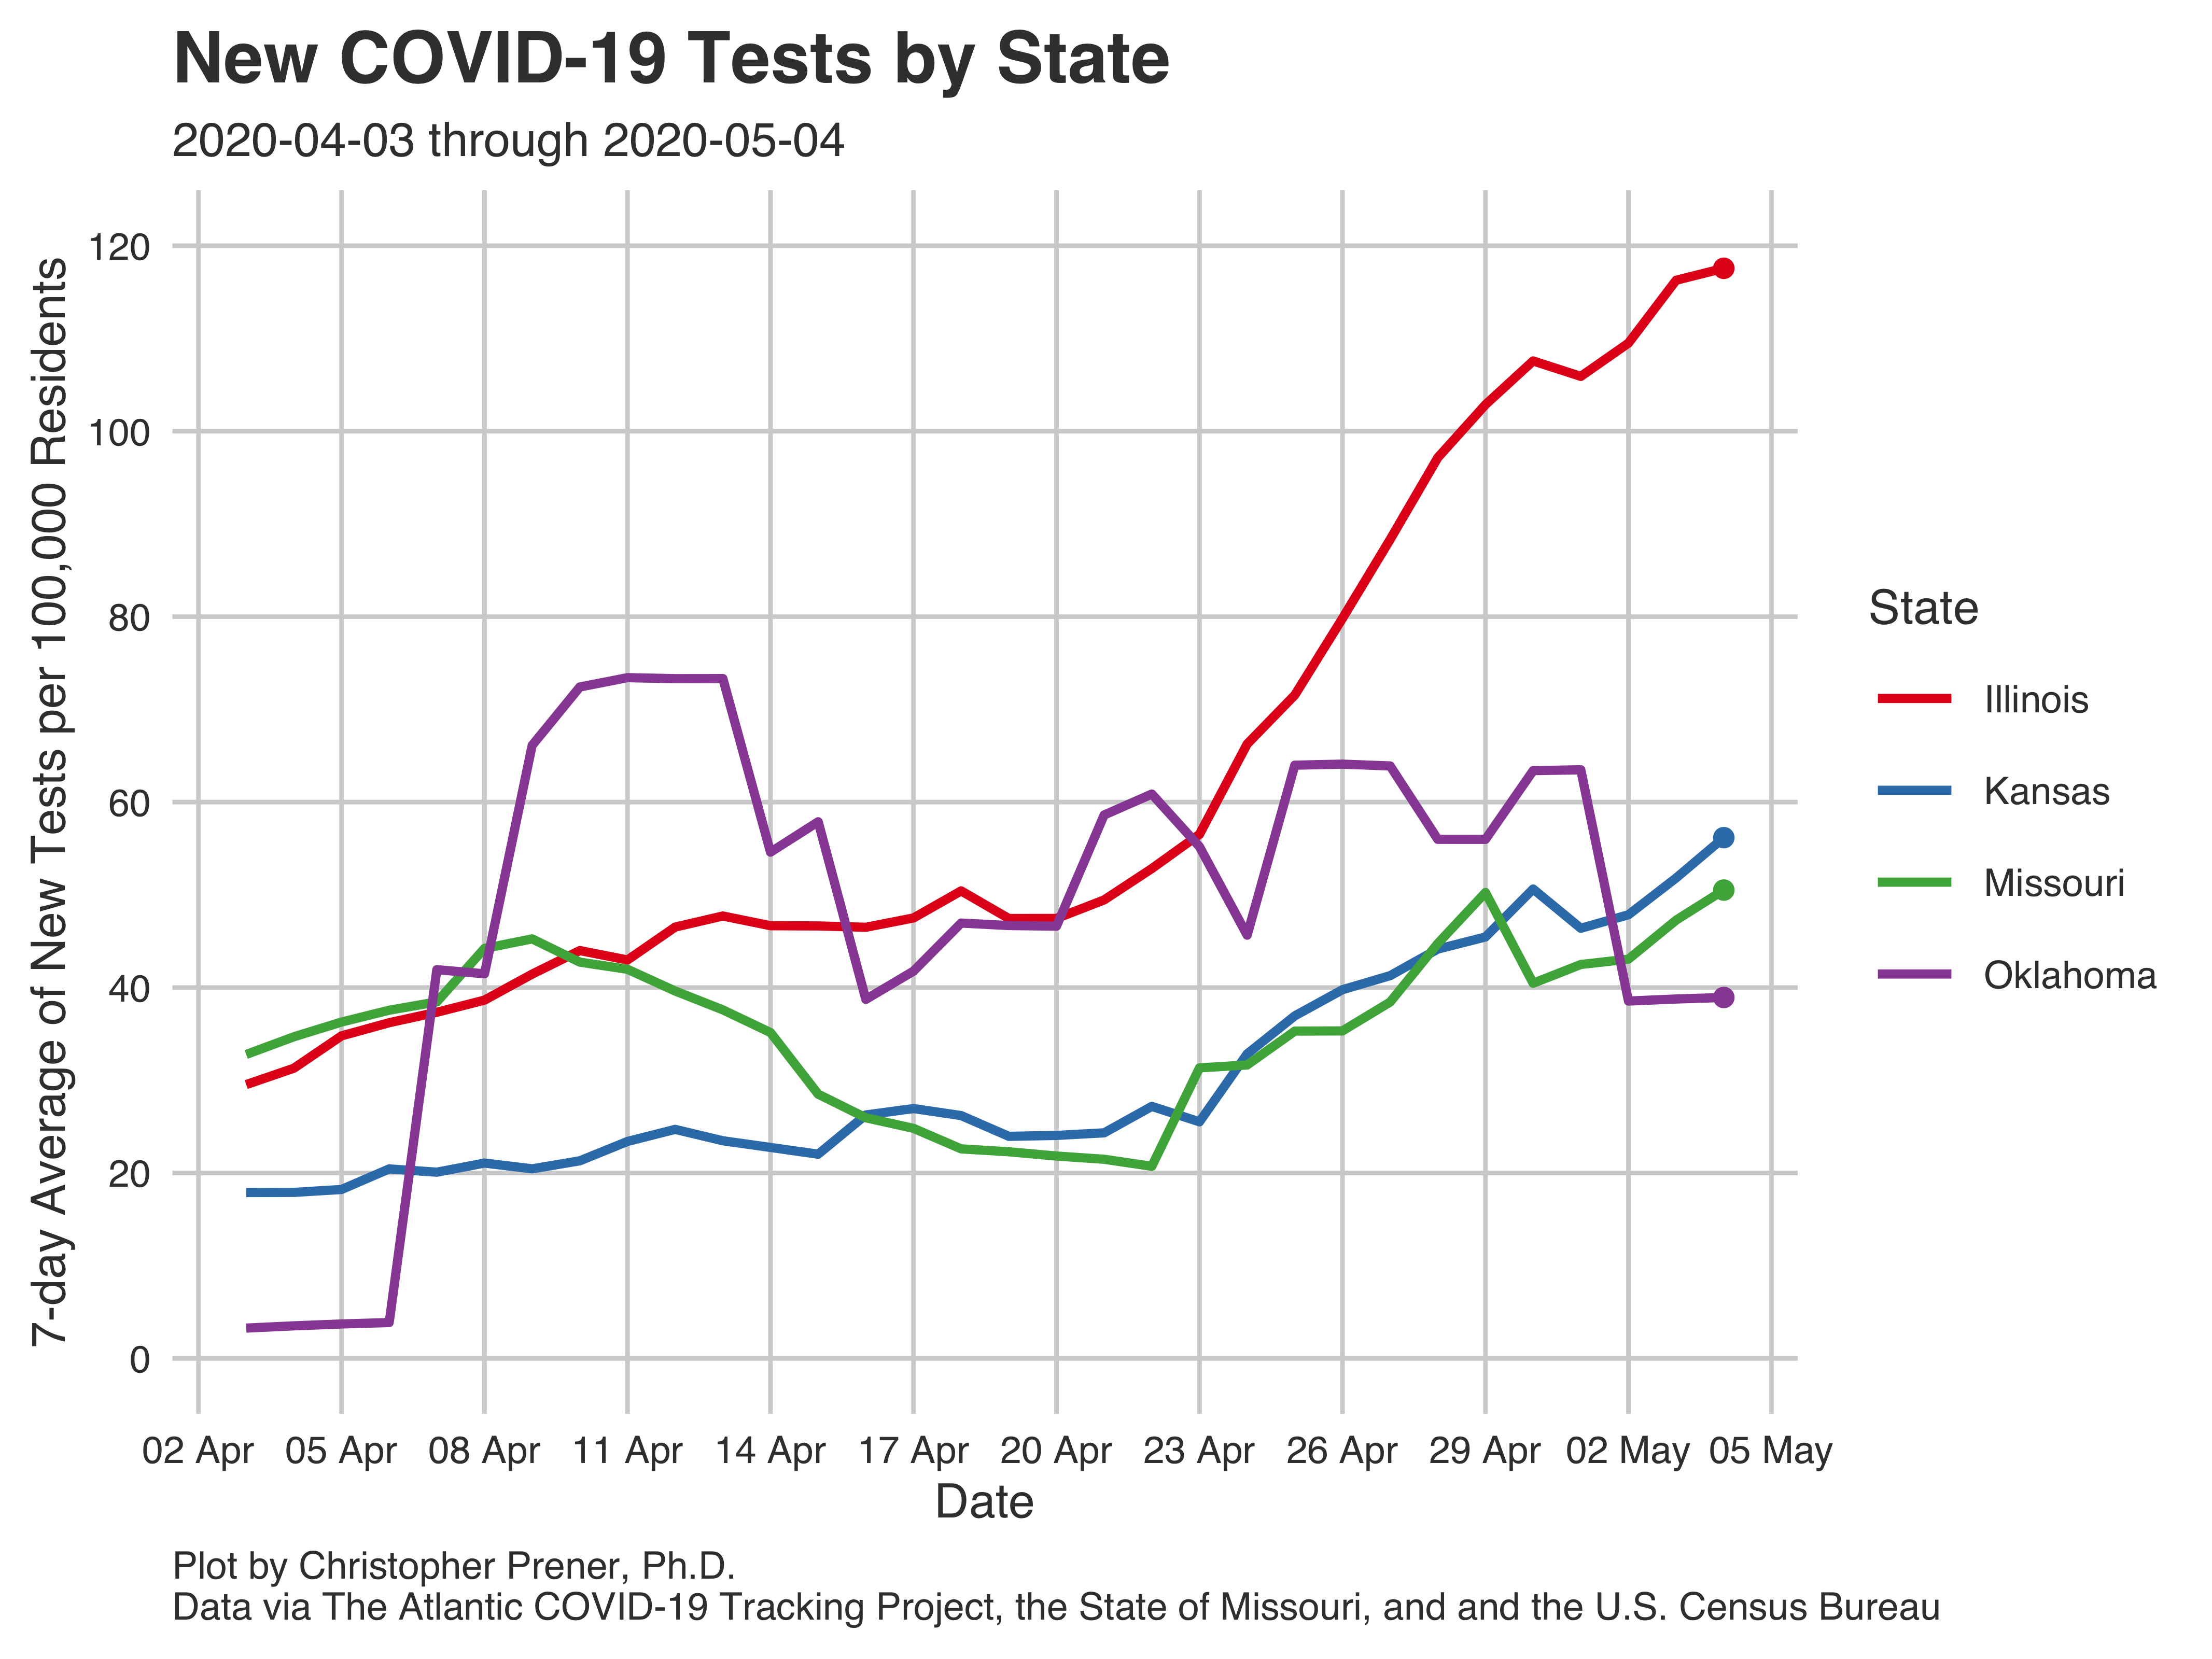 New COVID-19 Tests by State
2020-04-03 through 2020-05-04
7-day Average of New Tests per 100,000 Residents
120
100
80
60
40
20
0
02 Apr 05 Apr 08 Apr 11 Apr 14 Apr 17 Apr 20 Apr 23 Apr 26 Apr 29 Apr 02 May 05 May
Date
State
Illinois
Kansas
Missouri
Oklahoma
Plot by Christopher Prener, Ph.D.
Data via The Atlantic COVID-19 Tracking Project, the State of Missouri, and and the U.S. Census Bureau